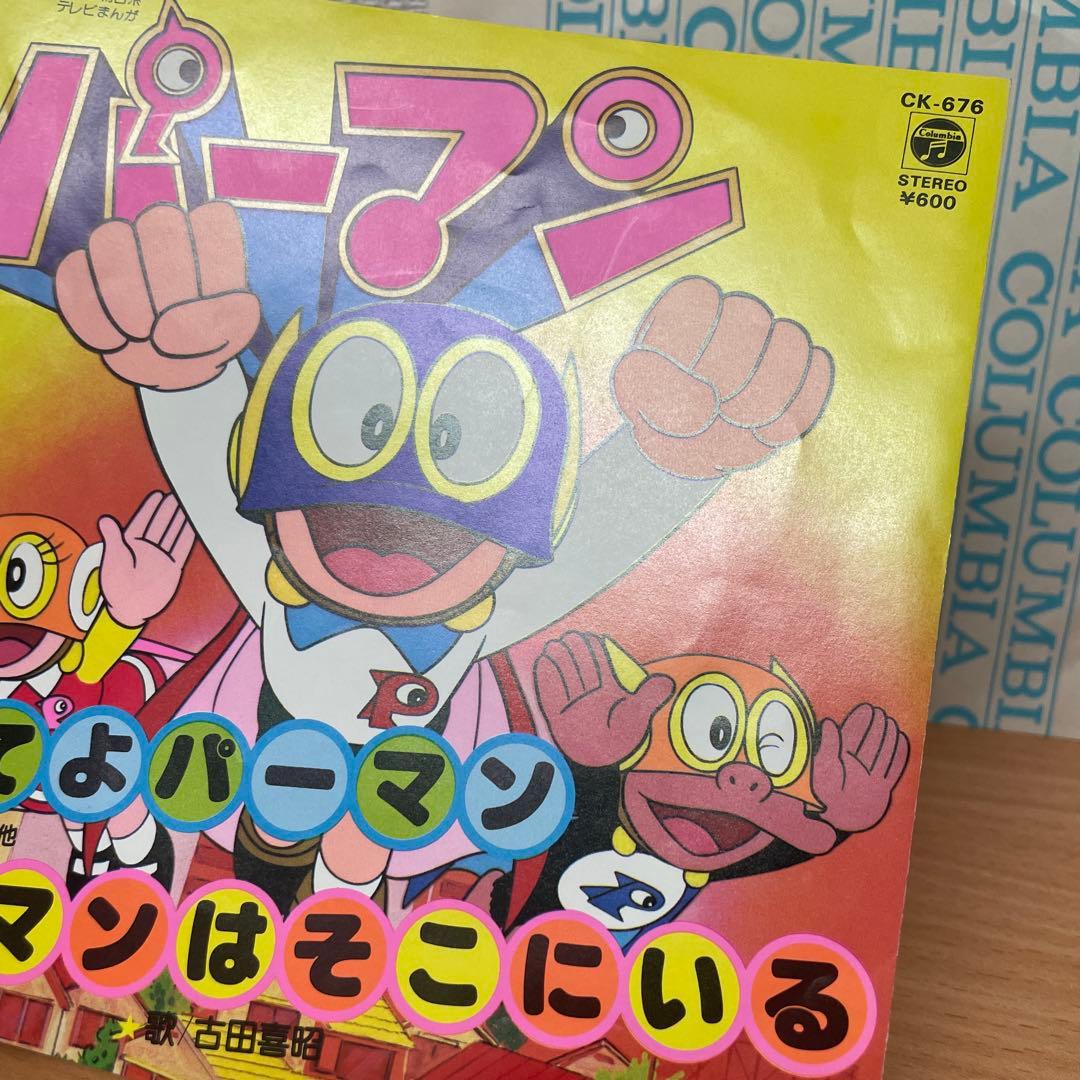 テレビまんが
パーマン
CK-676
Columbia
STEREO
¥600
てよパーマン
他
マンはそこにいる
★歌/古田喜昭
COLUMBIA
COLUMBIA
COLUMBIA